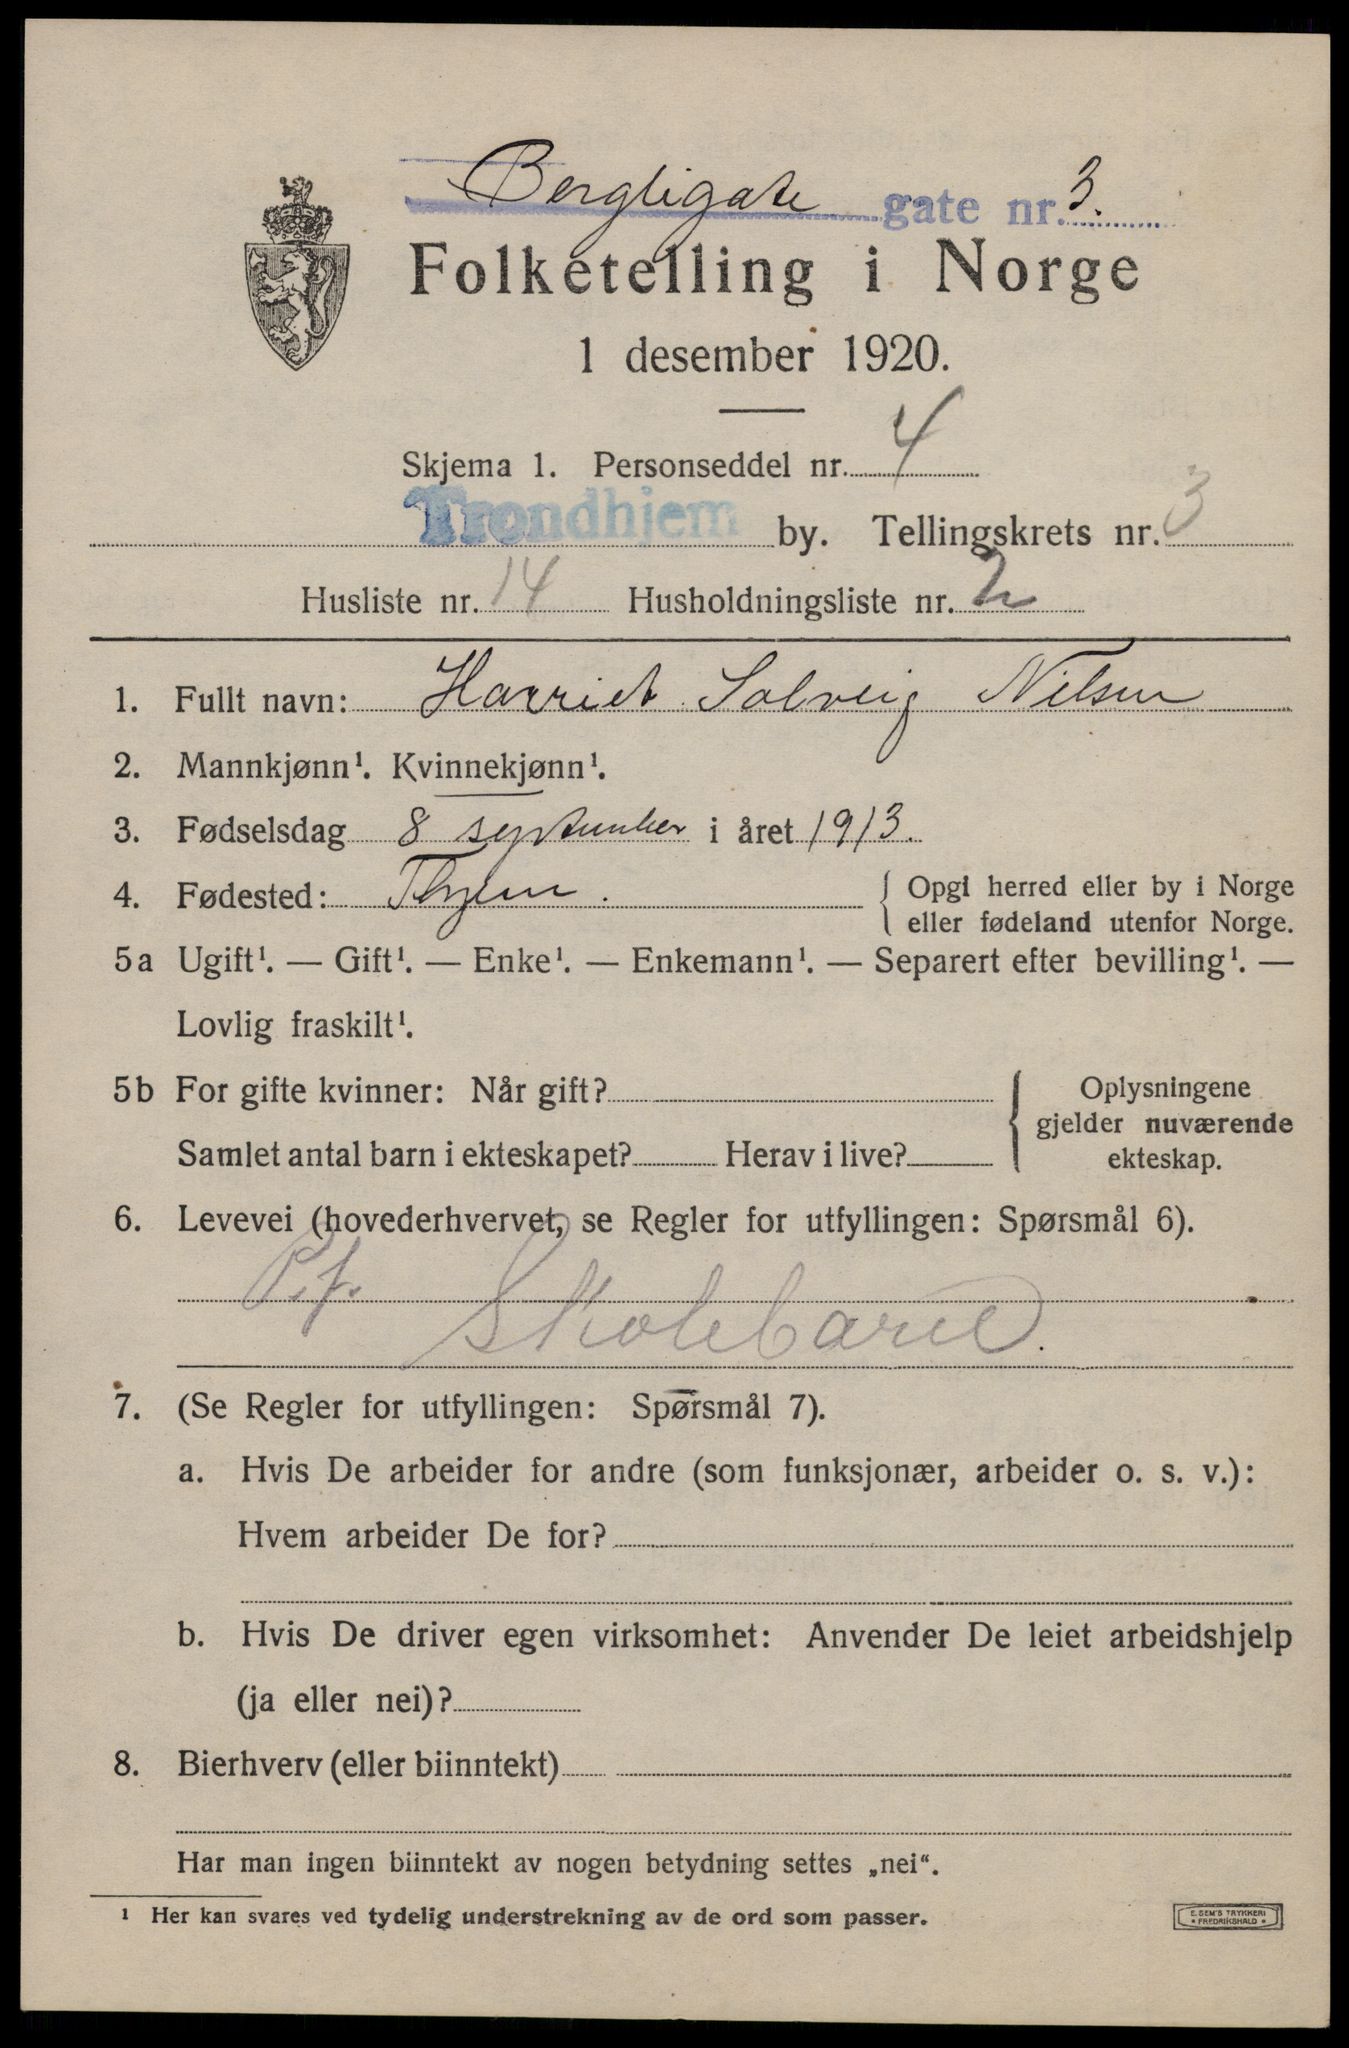 Bergligate gate nr. 3.
Folketelling i Norge
1 desember 1920.
Skjema 1. Personseddel nr. 4
Trondhjem by. Tellingskrets nr. 3
Husliste nr. 14 Husholdningsliste nr. 2
1. Fullt navn: Harriet Solveig Nilsen
2. Mannkjønn¹. Kvinnekjønn¹.
3. Fødselsdag 8 september i året 1913.
4. Fødested: Thjem. { Opgi herred eller by i Norge
eller fødeland utenfor Norge.
5a Ugift¹. — Gift¹. — Enke¹. — Enkemann¹. — Separert efter bevilling¹. —
Lovlig fraskilt¹.
5b For gifte kvinner: Når gift? { Oplysningene
gjelder nuværende
Samlet antal barn i ekteskapet? Herav i live? ekteskap.
6. Levevei (hovederhvervet, se Regler for utfyllingen: Spørsmål 6).
P.f. Skolebarn.
7. (Se Regler for utfyllingen: Spørsmål 7).
a. Hvis De arbeider for andre (som funksjonær, arbeider o. s. v.):
Hvem arbeider De for?
b. Hvis De driver egen virksomhet: Anvender De leiet arbeidshjelp
(ja eller nei)?
8. Bierhverv (eller biinntekt)
Har man ingen biinntekt av nogen betydning settes „nei“.
¹ Her kan svares ved tydelig understrekning av de ord som passer.
E. SEM'S TRYKKERI
* FREDRIKSHALD *